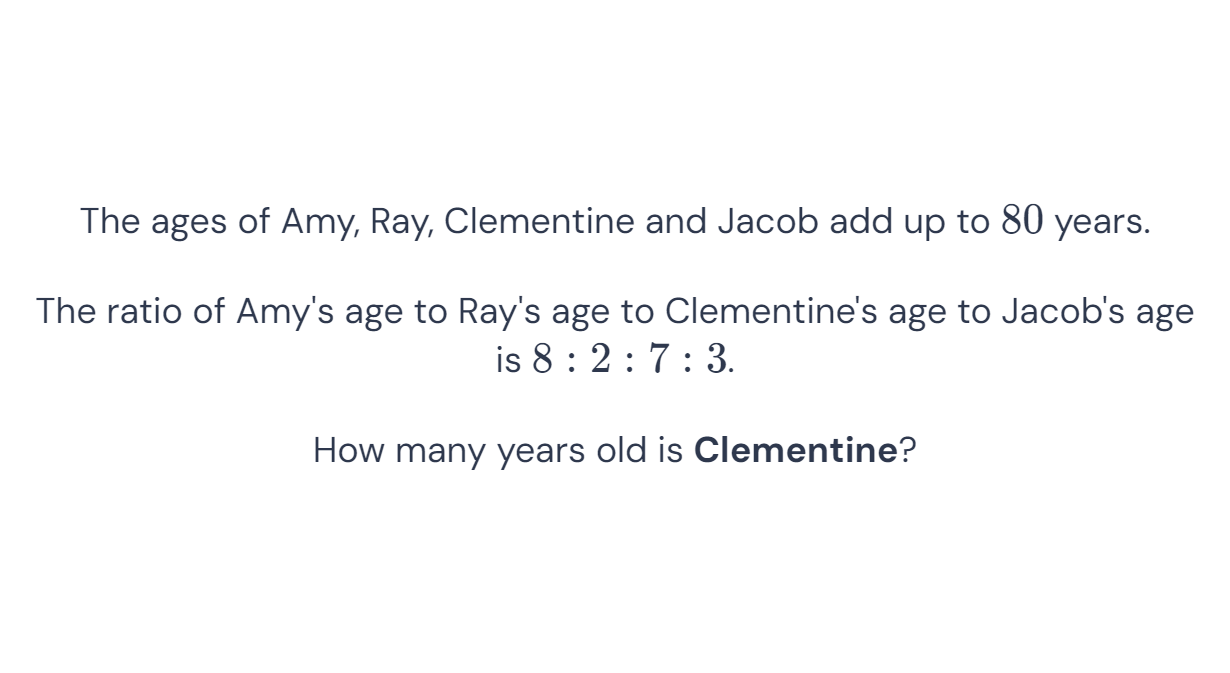 The ages of Amy, Ray, Clementine and Jacob add up to 80 years.
The ratio of Amy's age to Ray's age to Clementine's age to Jacob's age
is 8 : 2 : 7 : 3.
How many years old is Clementine?